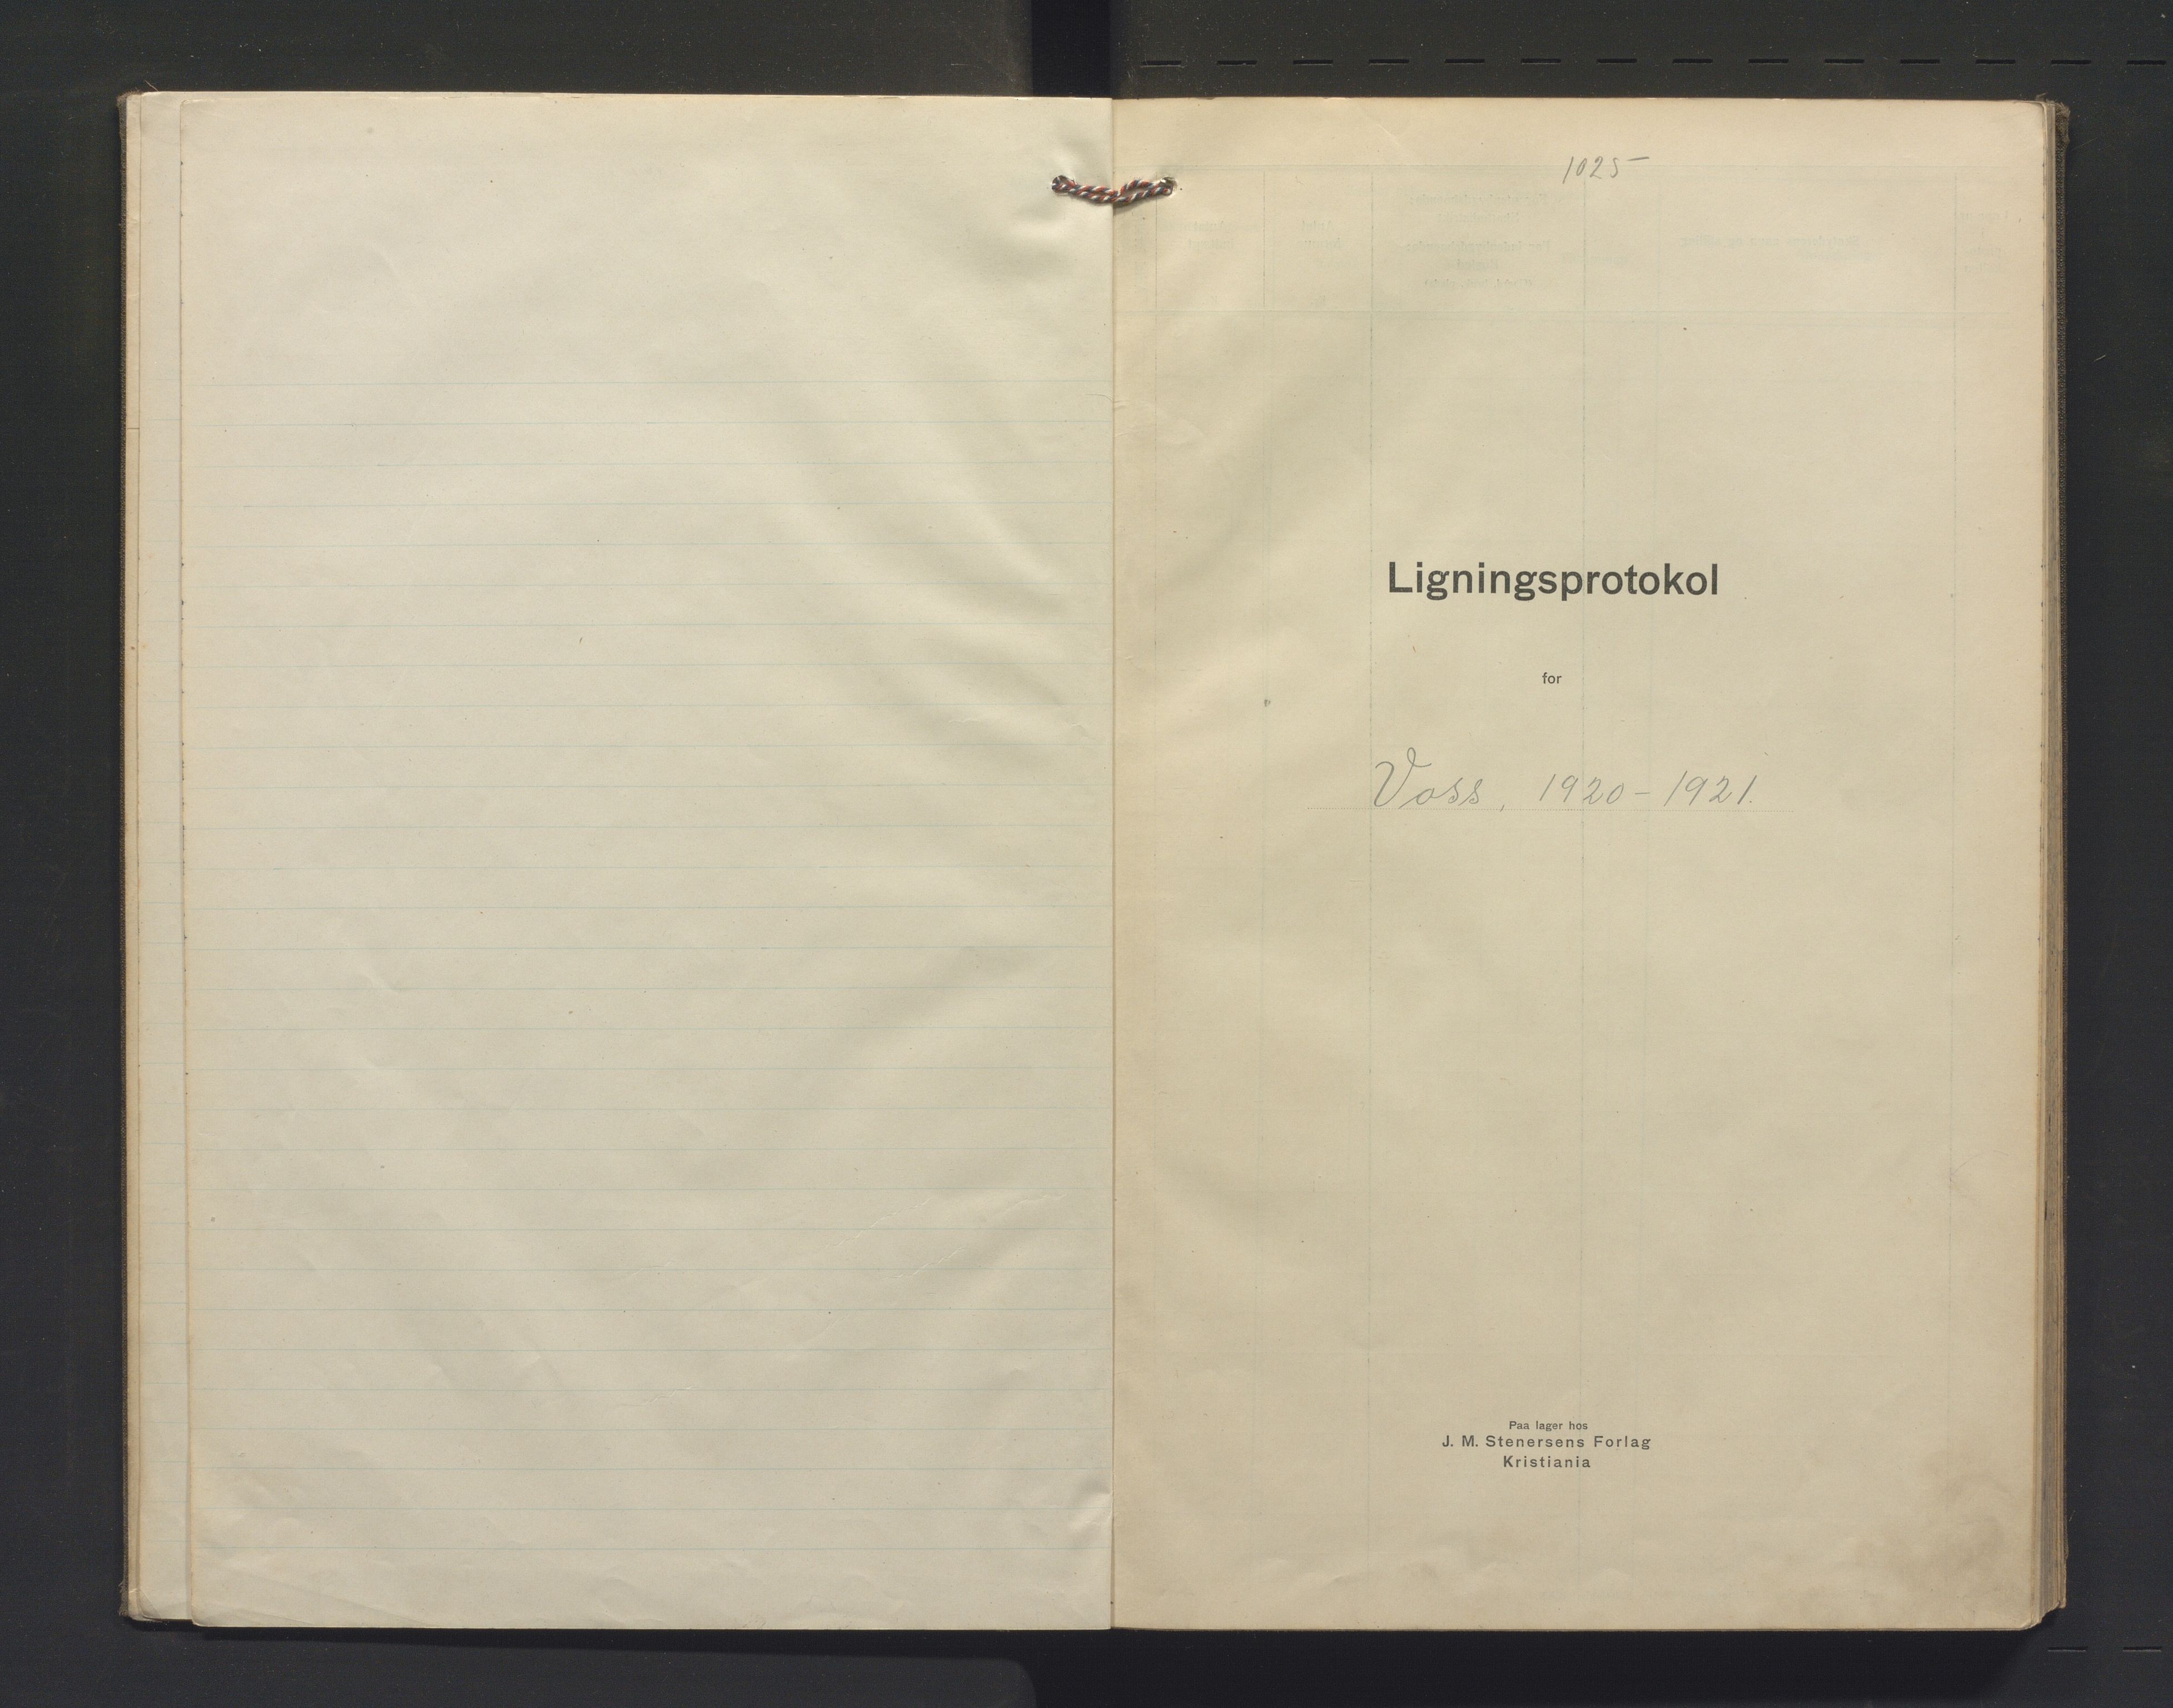 1025
Ligningsprotokol
for
Voss, 1920-1921.
Paa lager hos
J. M. Stenersens Forlag
Kristiania